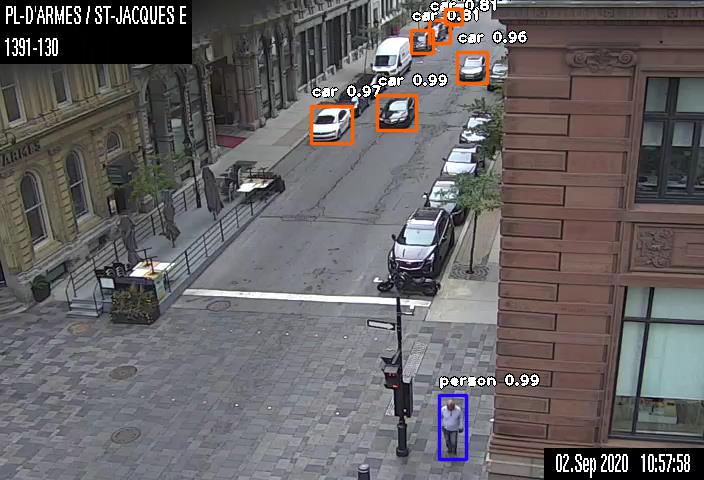 PL-D'ARMES / ST-JACQUES E
1391-130
car 0.81
car 0.81
car 0.96
car 0.99
car 0.97
person 0.99
02.Sep 2020 10:57:58